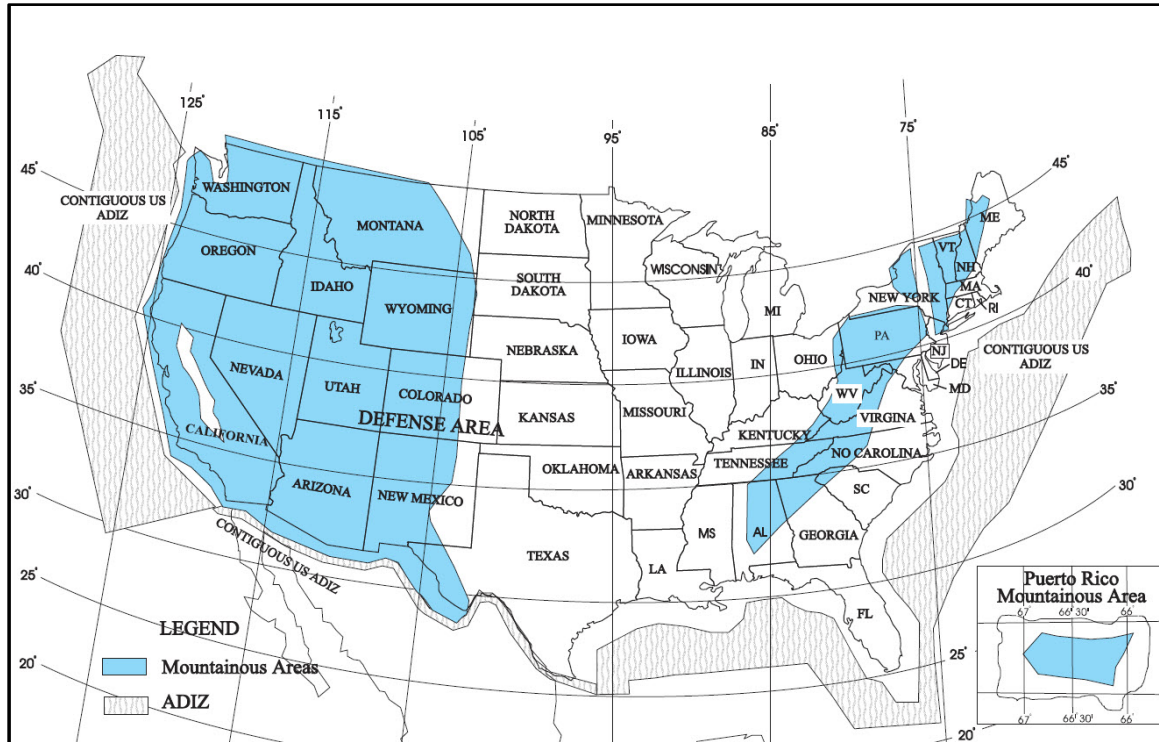 125°
115°
105°
95°
85°
75°
45°
45°
WASHINGTON
MONTANA
NORTH
DAKOTA
MINNESOTA
ME
CONTIGUOUS US
ADIZ
OREGON
VT
NH
40°
40°
IDAHO
WYOMING
SOUTH
DAKOTA
WISCONSIN
MI
NEW YORK
MA
CT
RI
NEBRASKA
IOWA
PA
NJ
CONTIGUOUS US
ADIZ
35°
35°
NEVADA
UTAH
COLORADO
ILLINOIS
IN
OHIO
DE
MD
WV
DEFENSE AREA
KANSAS
MISSOURI
VIRGINA
CALIFORNIA
KENTUCKY
NO CAROLINA
TENNESSEE
OKLAHOMA
ARKANSAS
30°
30°
ARIZONA
NEW MEXICO
SC
MS
AL
GEORGIA
CONTIGUOUS US ADIZ
TEXAS
LA
25°
FL
LEGEND
Mountainous Areas
ADIZ
20°
25°
20°
Puerto Rico
Mountainous Area
67°
66° 30'
66°
67°
66° 30'
66°